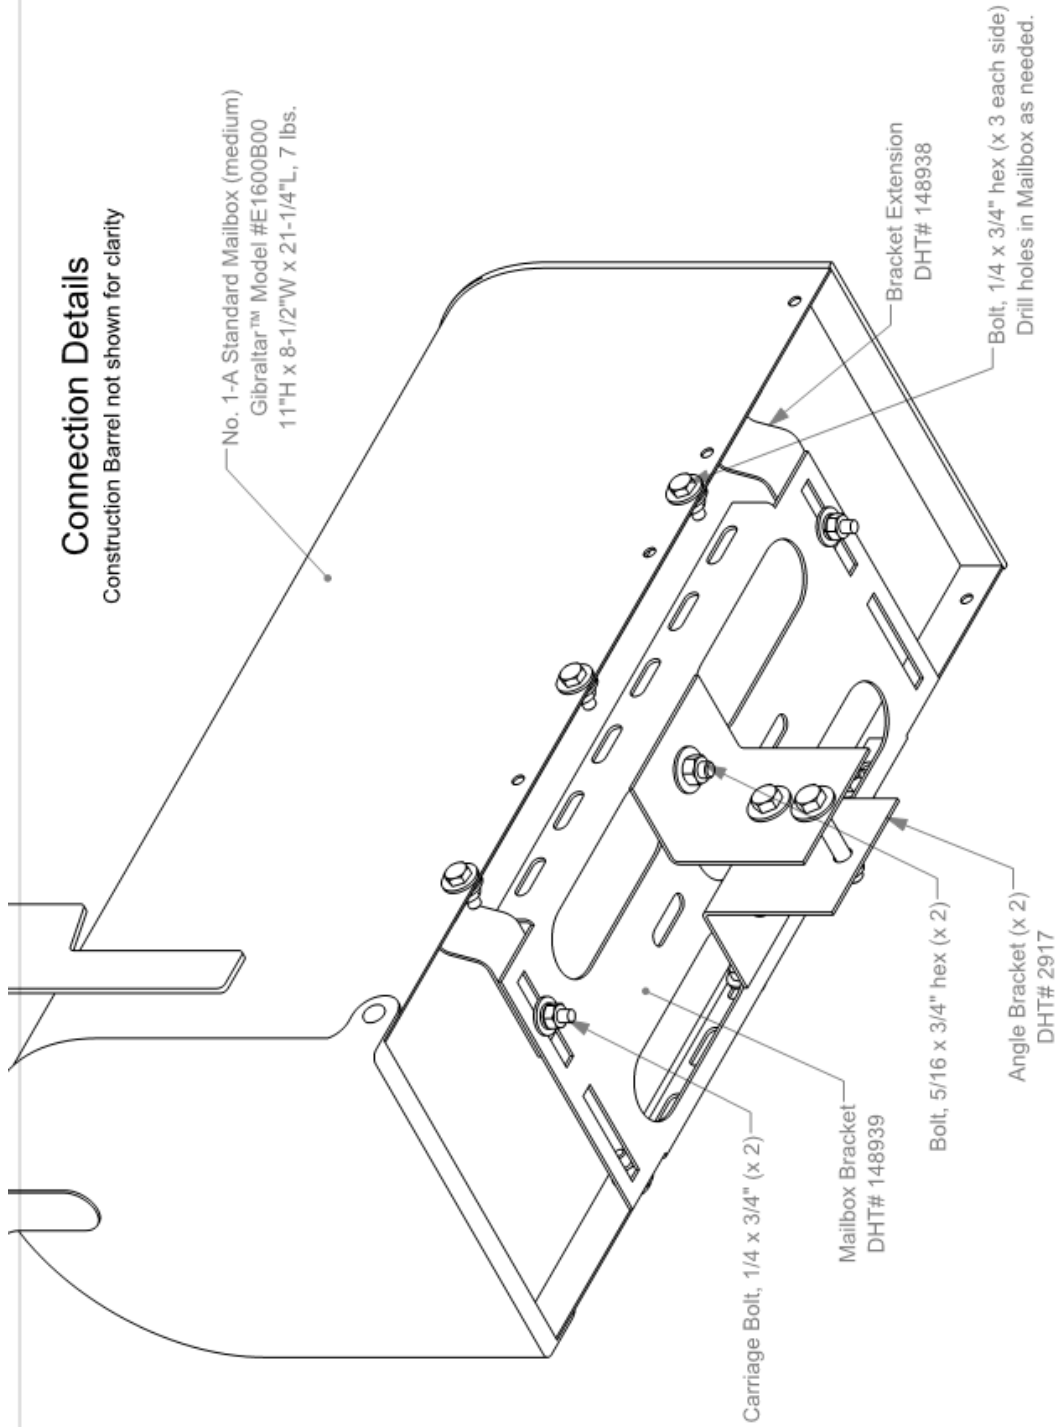 Connection Details
Construction Barrel not shown for clarity
No. 1-A Standard Mailbox (medium)
Gibraltar™ Model #E1600B00
11"H x 8-1/2"W x 21-1/4"L, 7 lbs.
Bracket Extension
DHT# 148938
Bolt, 1/4 x 3/4" hex (x 3 each side)
Drill holes in Mailbox as needed.
Carriage Bolt, 1/4 x 3/4" (x 2)
Mailbox Bracket
DHT# 148939
Bolt, 5/16 x 3/4" hex (x 2)
Angle Bracket (x 2)
DHT# 2917